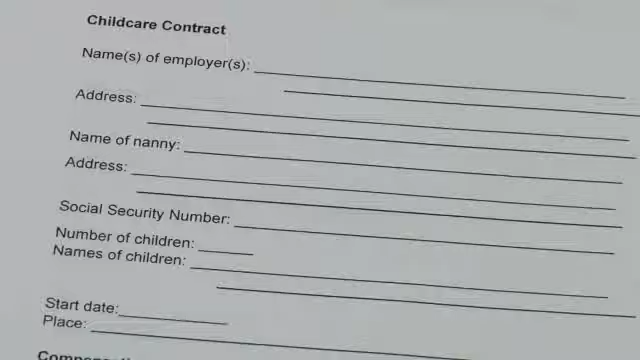 Childcare Contract
Name(s) of employer(s):
Address:
Name of nanny:
Address:
Social Security Number:
Number of children:
Names of children:
Start date:
Place: